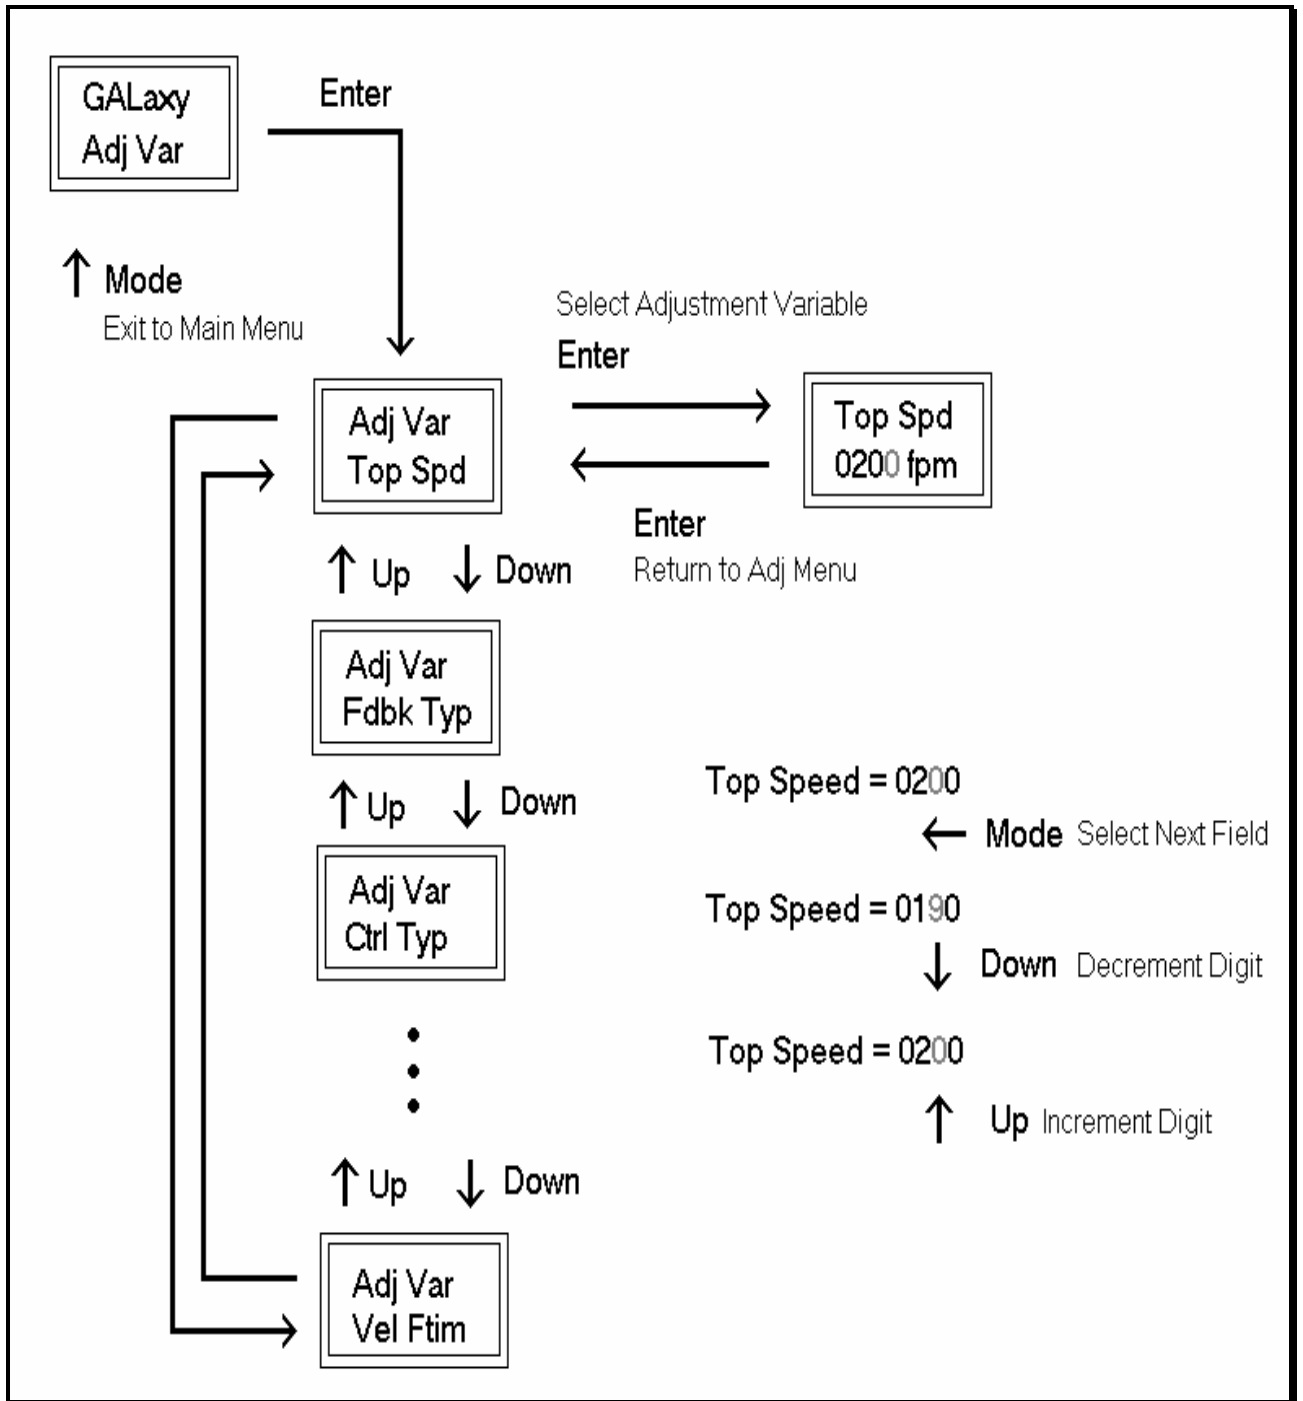 GALaxy
Adj Var
Enter
Mode
Exit to Main Menu
Select Adjustment Variable
Enter
Adj Var
Top Spd
Top Spd
0200 fpm
Enter
Return to Adj Menu
Up
Down
Adj Var
Fdbk Typ
Up
Down
Adj Var
Ctrl Typ
Top Speed = 0200
Mode Select Next Field
Top Speed = 0190
Down Decrement Digit
Top Speed = 0200
Up Increment Digit
Up
Down
Adj Var
Vel Ftim